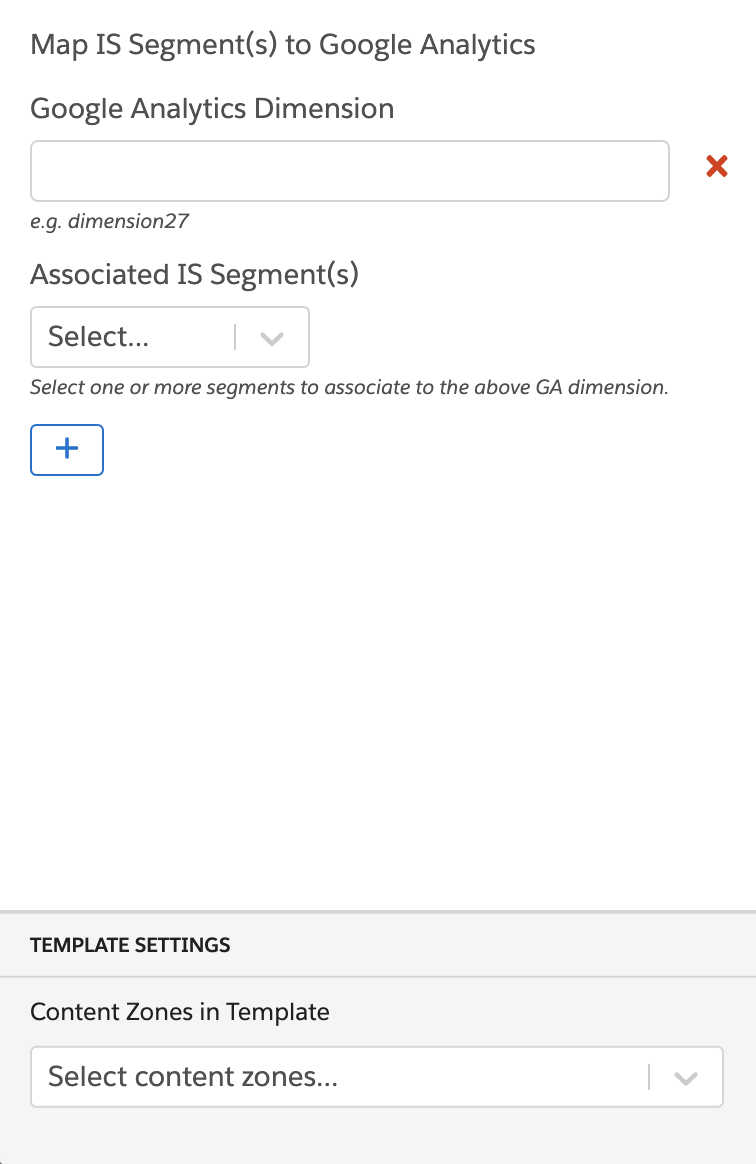 Map IS Segment(s) to Google Analytics
Google Analytics Dimension
e.g. dimension27
Associated IS Segment(s)
Select...
Select one or more segments to associate to the above GA dimension.
+
TEMPLATE SETTINGS
Content Zones in Template
Select content zones...